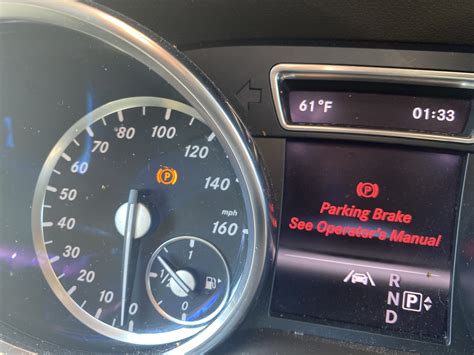 61°F 01:33
P
Parking Brake
See Operator's Manual
R
N P
D
0
10
20
30
40
50
60
70
80
100
120
140
160
mph
P
1
1/2
0